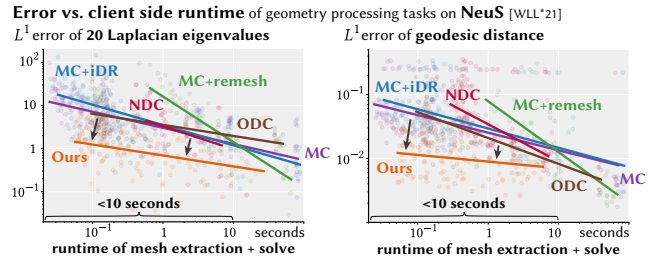 Error vs. client side runtime of geometry processing tasks on NeuS [WLL*21]
L¹ error of 20 Laplacian eigenvalues
10²
10
1
10⁻¹
MC+iDR
MC+remesh
NDC
ODC
MC
Ours
<10 seconds
10⁻¹
1
10
seconds
runtime of mesh extraction + solve
L¹ error of geodesic distance
10⁻¹
10⁻²
MC+iDR
NDC
MC+remesh
MC
ODC
Ours
<10 seconds
10⁻¹
1
10
seconds
runtime of mesh extraction + solve